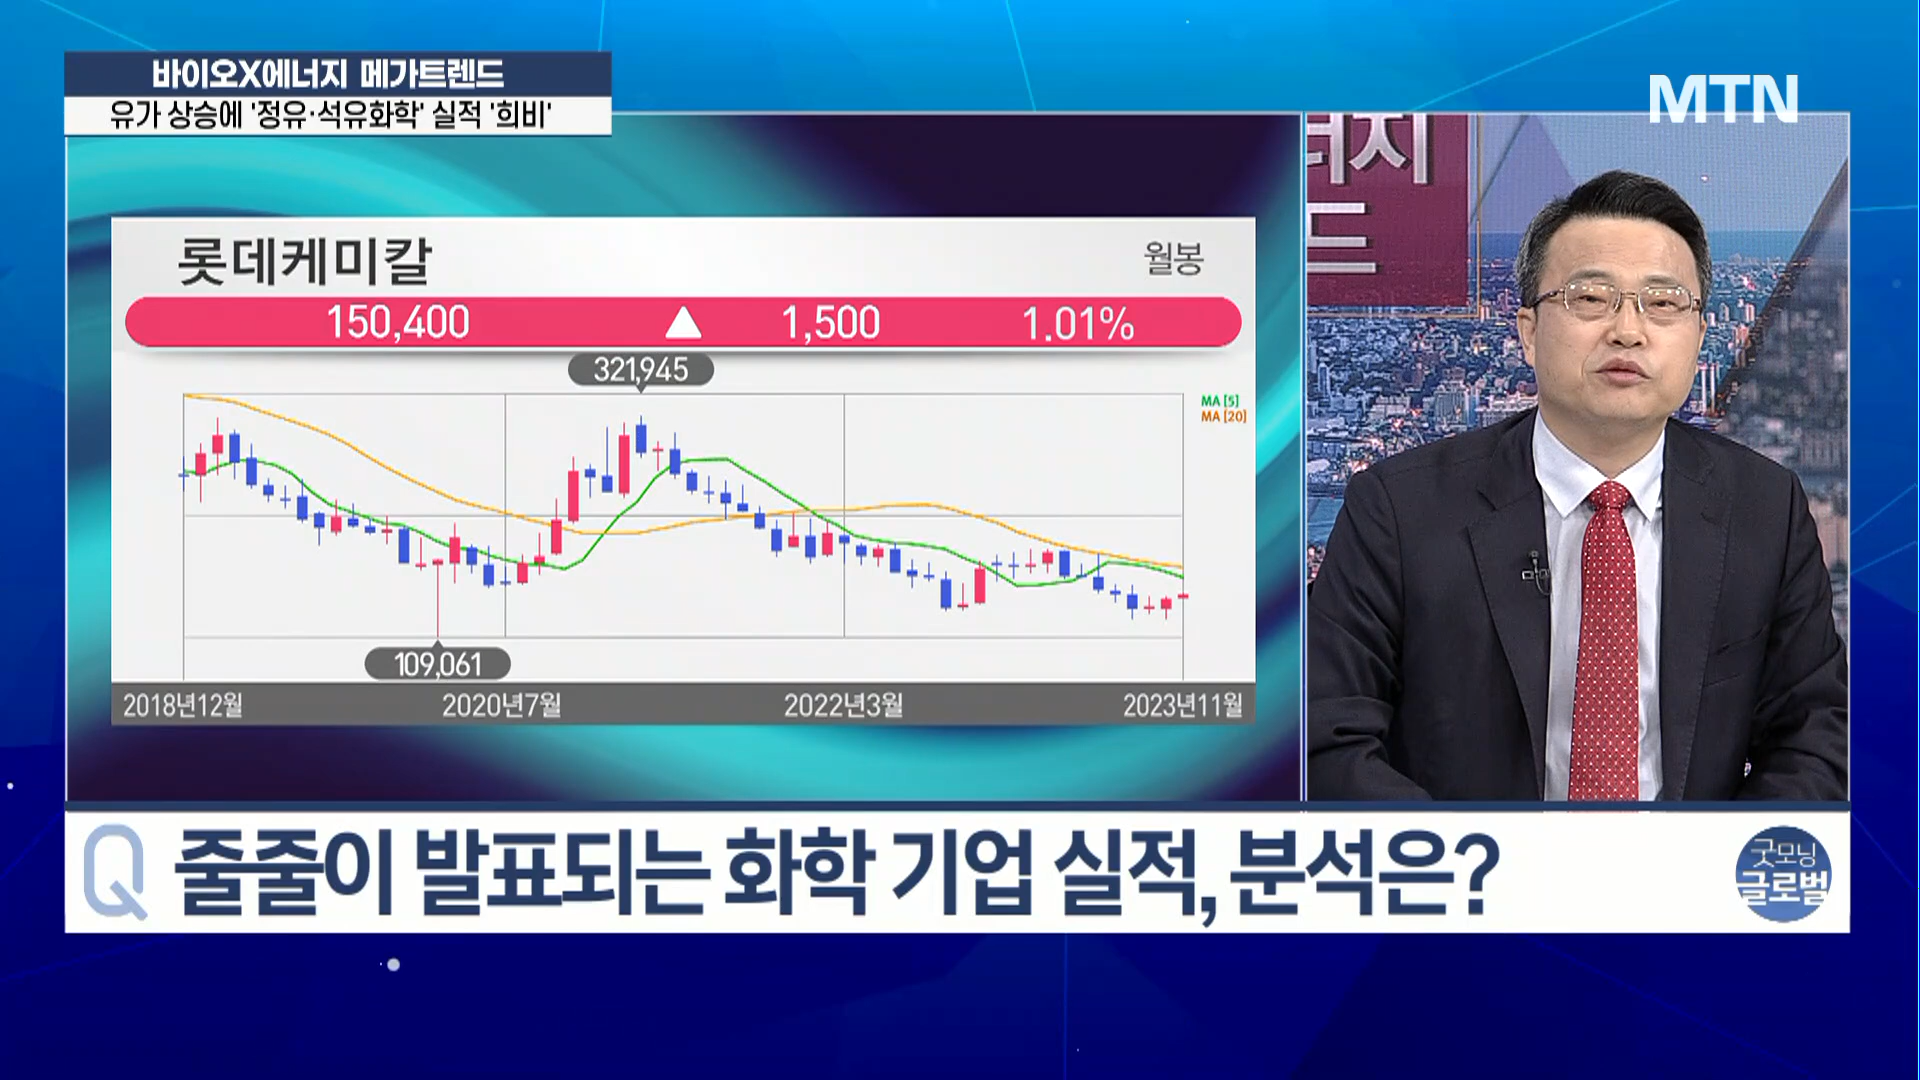 바이오X에너지 메가트렌드
유가 상승에 '정유·석유화학' 실적 '희비'
MTN
너지
드
롯데케미칼
월봉
150,400 ▲ 1,500 1.01%
321,945
MA [5]
MA [20]
109,061
2018년12월 2020년7월 2022년3월 2023년11월
Q 줄줄이 발표되는 화학 기업 실적, 분석은?
굿모닝
글로벌